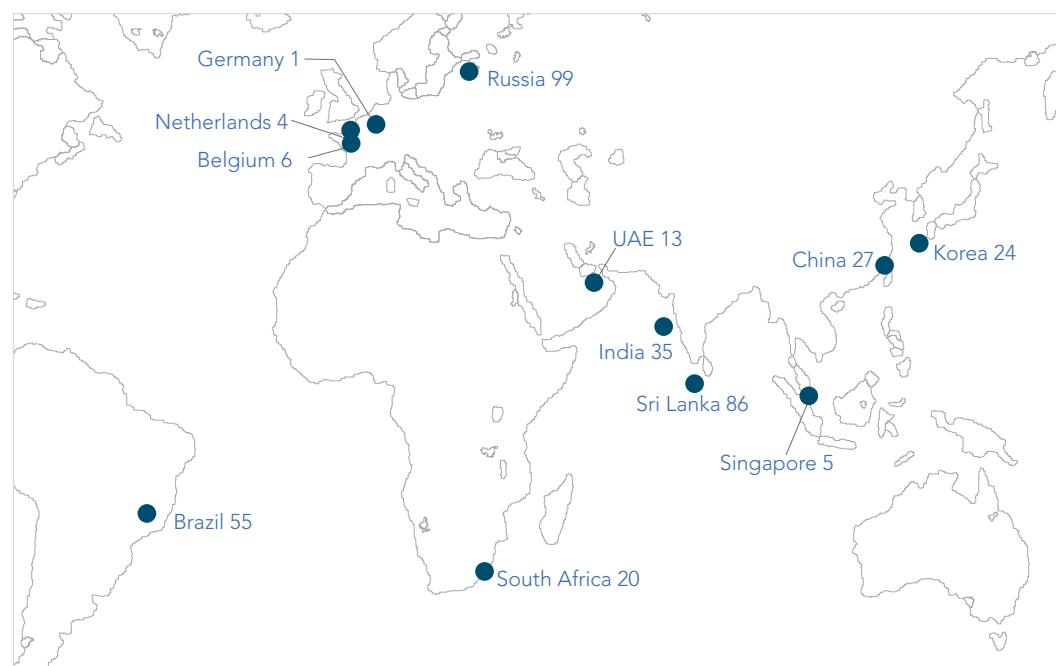 Germany 1
Russia 99
Netherlands 4
Belgium 6
UAE 13
China 27
Korea 24
India 35
Sri Lanka 86
Singapore 5
Brazil 55
South Africa 20